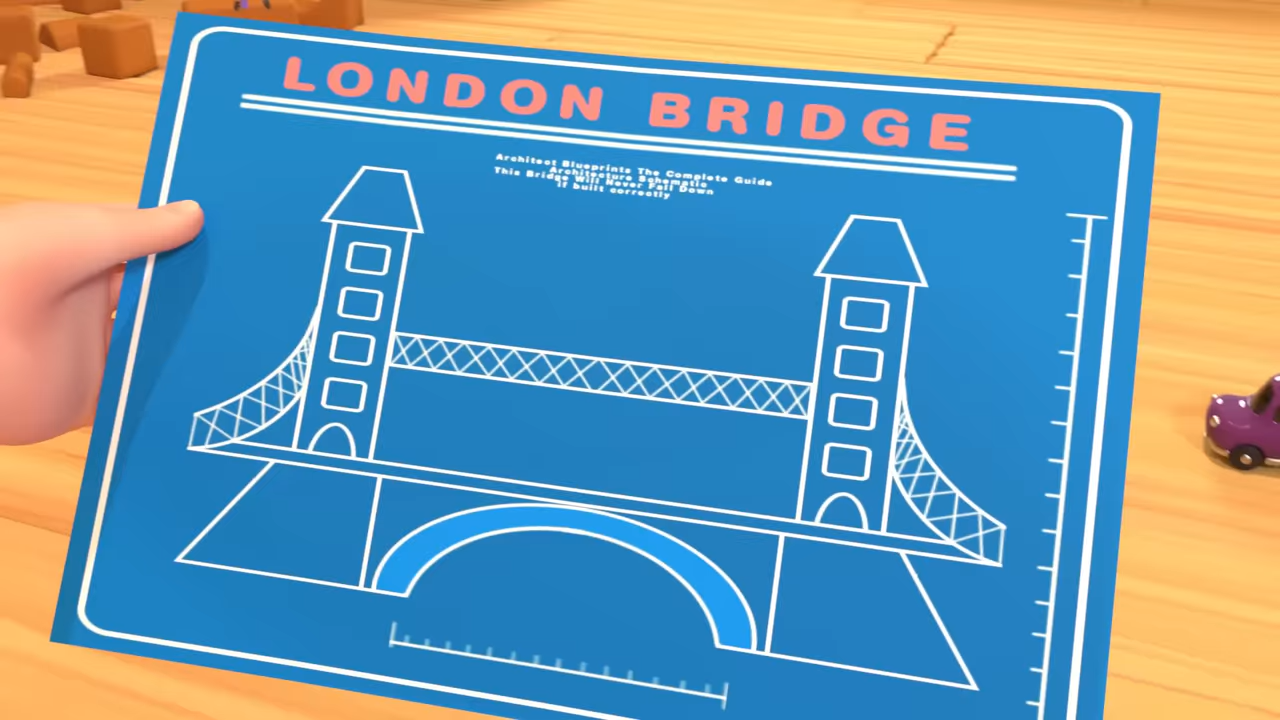 LONDON BRIDGE
Architect Blueprints The Complete Guide
Architecture Schematic
This Bridge Will Never Fall Down
if built correctly